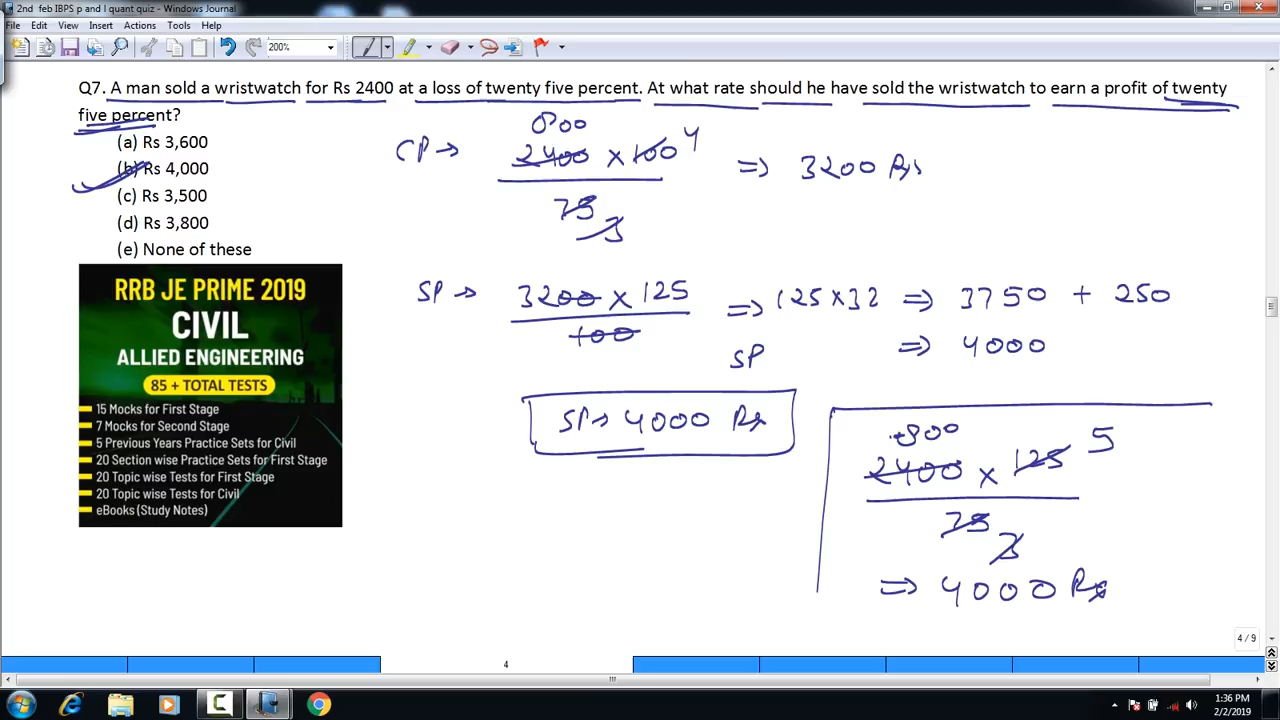 2nd feb IBPS p and I quant quiz - Windows Journal
File Edit View Insert Actions Tools Help
200%
Q7. A man sold a wristwatch for Rs 2400 at a loss of twenty five percent. At what rate should he have sold the wristwatch to earn a profit of twenty
five percent?
(a) Rs 3,600
(b) Rs 4,000
(c) Rs 3,500
(d) Rs 3,800
(e) None of these
800
CP → 2400 × 100 4 ⇒ 3200 Rs
75
3
SP → 3200 × 125 ⇒ 125 × 32 ⇒ 3750 + 250
100
SP ⇒ 4000
SP → 4000 Rs
800
2400 × 125 5
75
3
⇒ 4000 Rs
RRB JE PRIME 2019
CIVIL
ALLIED ENGINEERING
85 + TOTAL TESTS
15 Mocks for First Stage
7 Mocks for Second Stage
5 Previous Years Practice Sets for Civil
20 Section wise Practice Sets for First Stage
20 Topic wise Tests for First Stage
20 Topic wise Tests for Civil
eBooks (Study Notes)
4 / 9
4
1:36 PM
2/2/2019